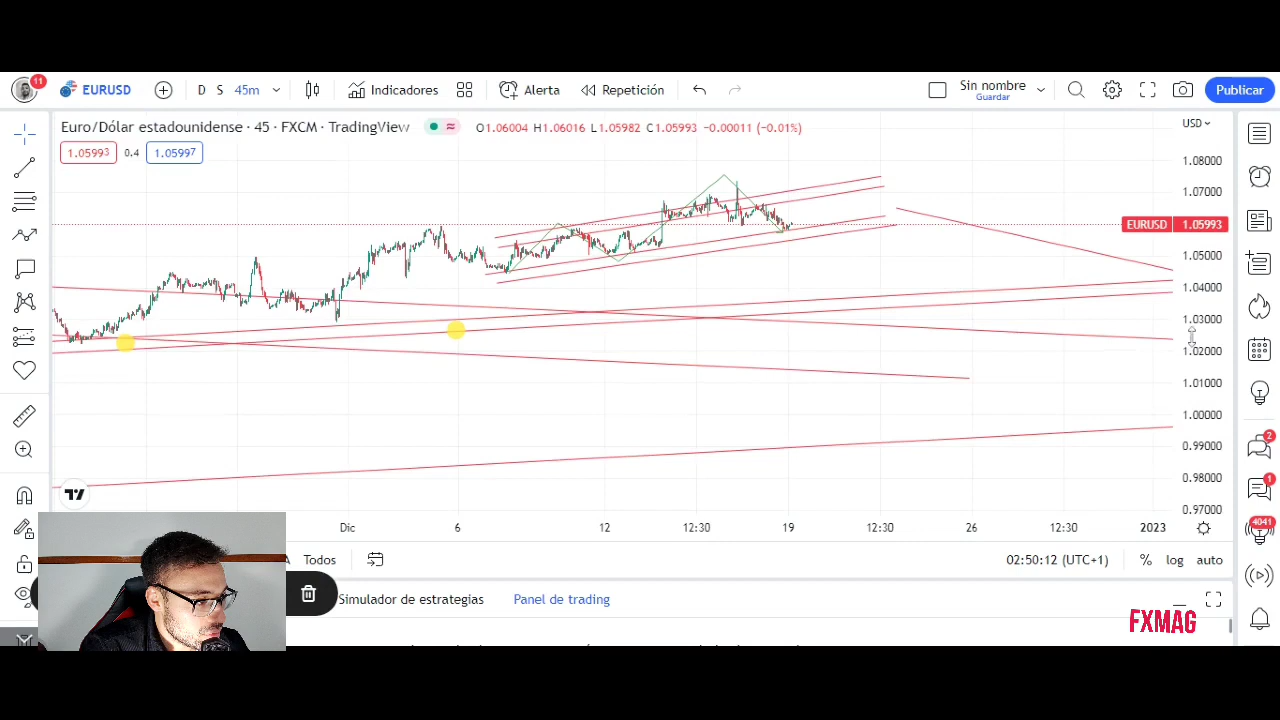 11
EURUSD
D S 45m
Indicadores
Alerta
Repetición
Sin nombre
Guardar
Publicar
Euro/Dólar estadounidense · 45 · FXCM · TradingView
O1.06004 H1.06016 L1.05982 C1.05993 -0.00011 (-0.01%)
USD
1.05993 0.4 1.05997
1.08000
1.07000
EURUSD 1.05993
1.05000
1.04000
1.03000
1.02000
1.01000
1.00000
0.99000
0.98000
0.97000
2
1
4041
Dic 6 12 12:30 19 12:30 26 12:30 2023
Todos
02:50:12 (UTC+1)
% log auto
Simulador de estrategias
Panel de trading
FXMAG